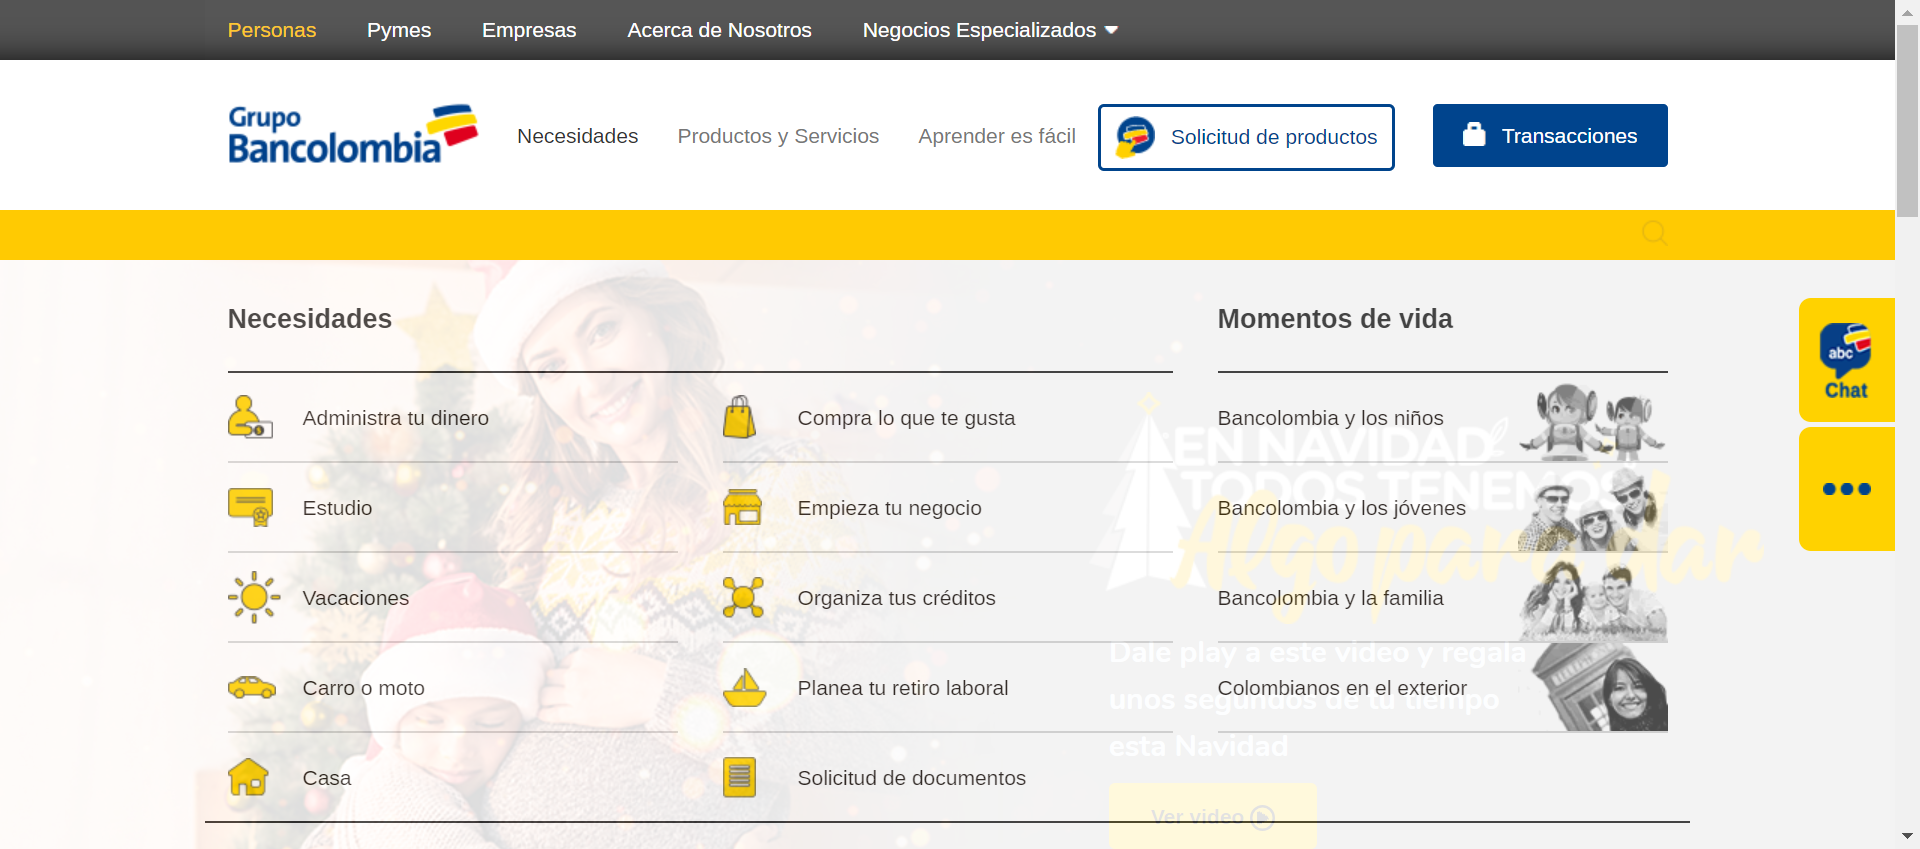 Personas Pymes Empresas Acerca de Nosotros Negocios Especializados
Grupo
Bancolombia
Necesidades Productos y Servicios Aprender es fácil Solicitud de productos Transacciones
Necesidades Momentos de vida
Administra tu dinero Compra lo que te gusta Bancolombia y los niños
Estudio Empieza tu negocio Bancolombia y los jóvenes
Vacaciones Organiza tus créditos Bancolombia y la familia
Carro o moto Planea tu retiro laboral Colombianos en el exterior
Casa Solicitud de documentos
abc
Chat
EN NAVIDAD
TODOS TENEMOS
Algo para dar
Dale play a este video y regala
unos segundos de tu tiempo
esta Navidad
Ver video